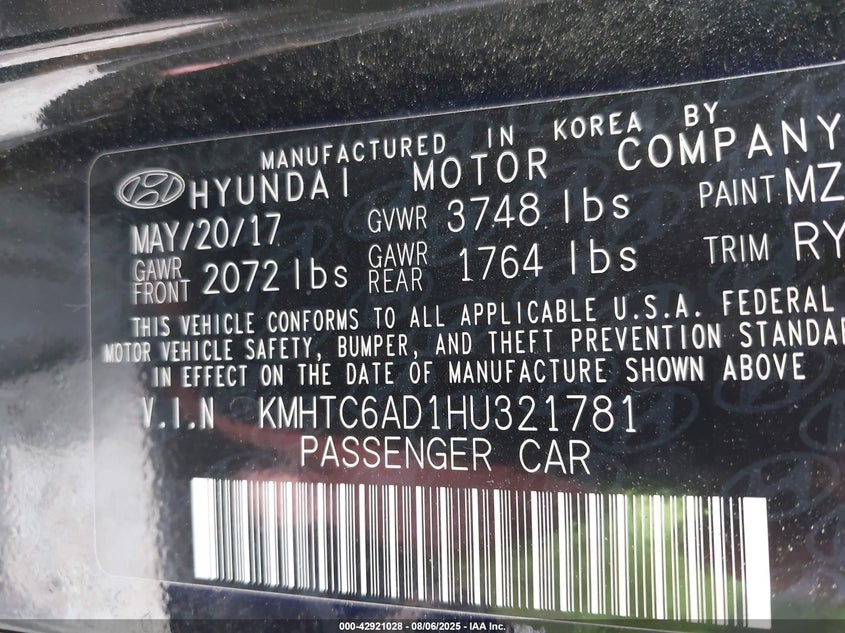 MANUFACTURED IN KOREA BY
HYUNDAI MOTOR COMPANY
MAY/20/17 GVWR 3748 lbs PAINT MZ
GAWR FRONT 2072 lbs GAWR REAR 1764 lbs TRIM RY
THIS VEHICLE CONFORMS TO ALL APPLICABLE U.S.A. FEDERAL
MOTOR VEHICLE SAFETY, BUMPER, AND THEFT PREVENTION STANDA
IN EFFECT ON THE DATE OF MANUFACTURE SHOWN ABOVE
V.I.N KMHTC6AD1HU321781
PASSENGER CAR
000-42921028 - 08/06/2025 - IAA Inc.